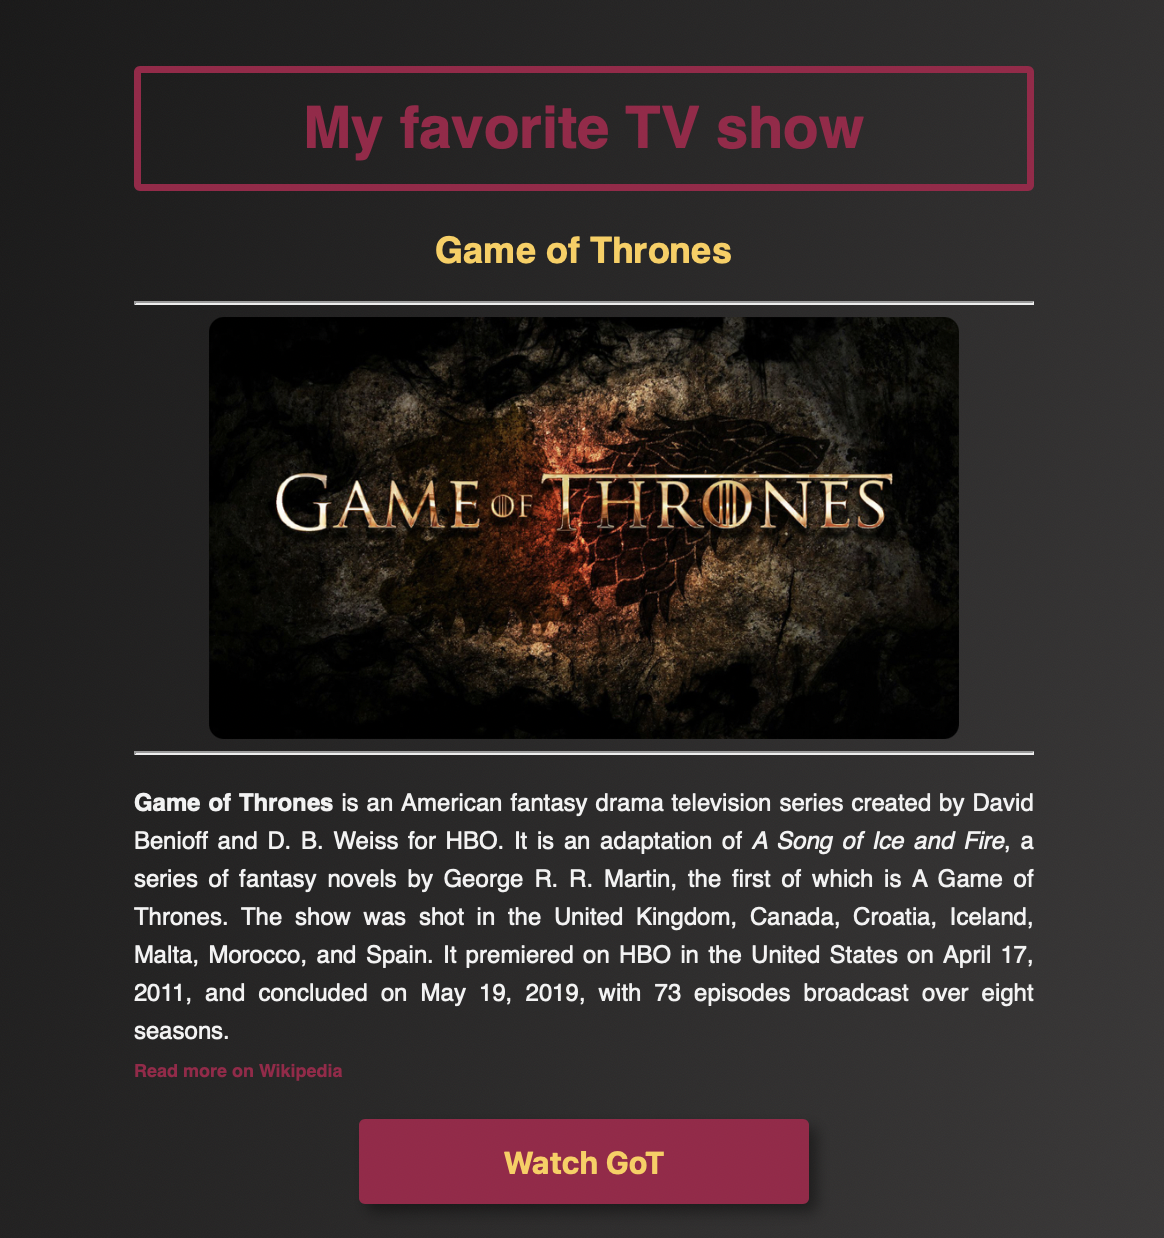 My favorite TV show
Game of Thrones
GAME OF THRONES
Game of Thrones is an American fantasy drama television series created by David
Benioff and D. B. Weiss for HBO. It is an adaptation of A Song of Ice and Fire, a
series of fantasy novels by George R. R. Martin, the first of which is A Game of
Thrones. The show was shot in the United Kingdom, Canada, Croatia, Iceland,
Malta, Morocco, and Spain. It premiered on HBO in the United States on April 17,
2011, and concluded on May 19, 2019, with 73 episodes broadcast over eight
seasons.
Read more on Wikipedia
Watch GoT